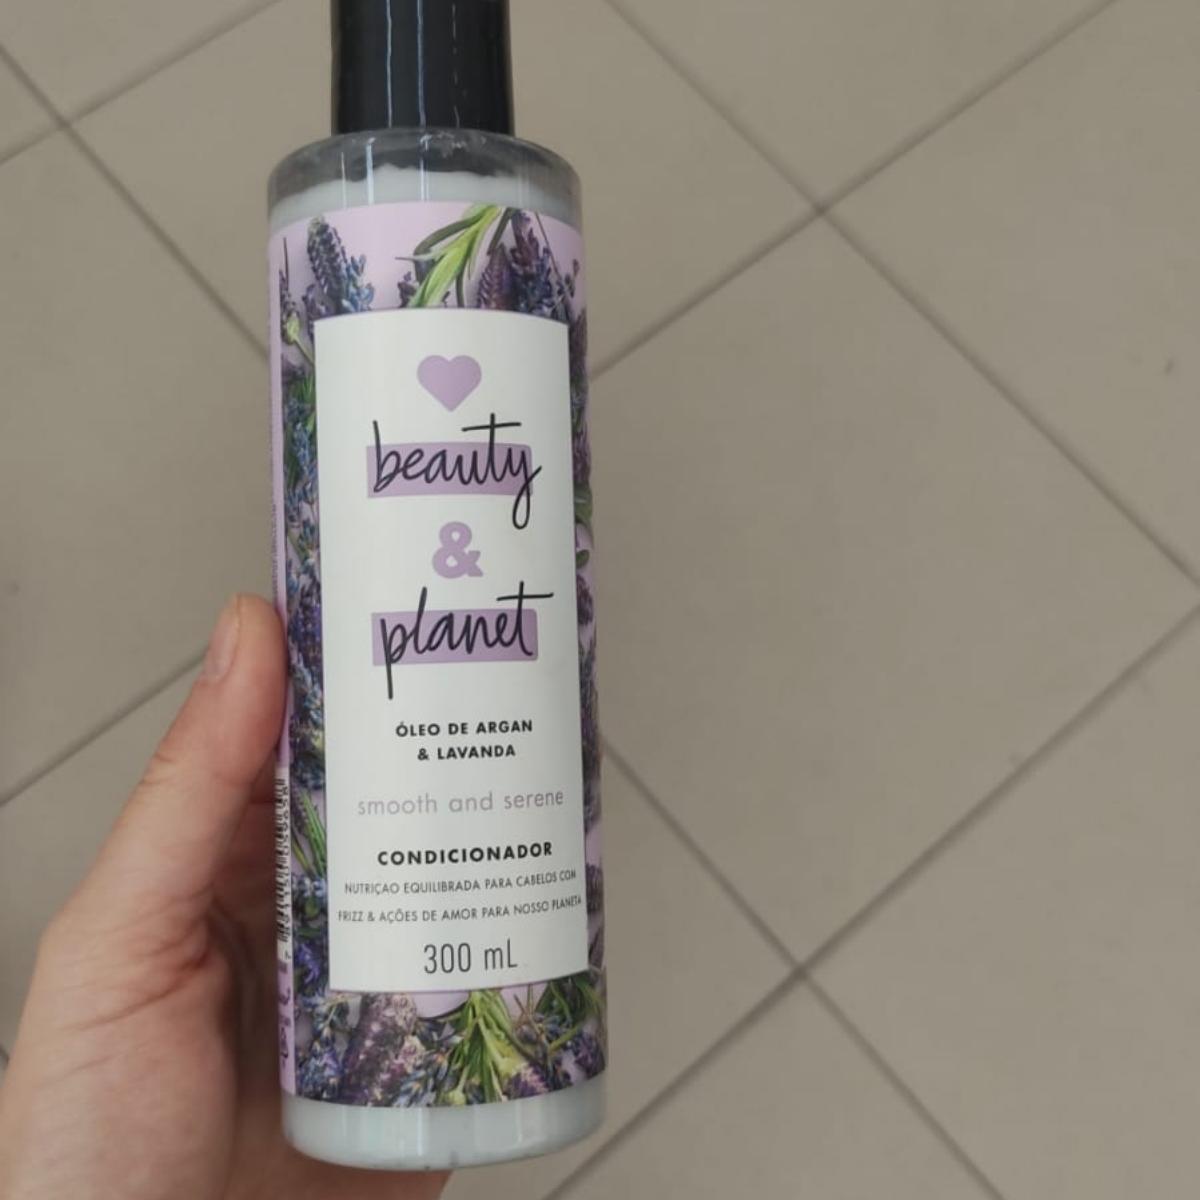 beauty
&
planet
ÓLEO DE ARGAN
& LAVANDA
smooth and serene
CONDICIONADOR
NUTRIÇAO EQUILIBRADA PARA CABELOS COM
FRIZZ & AÇÕES DE AMOR PARA NOSSO PLANETA
300 mL